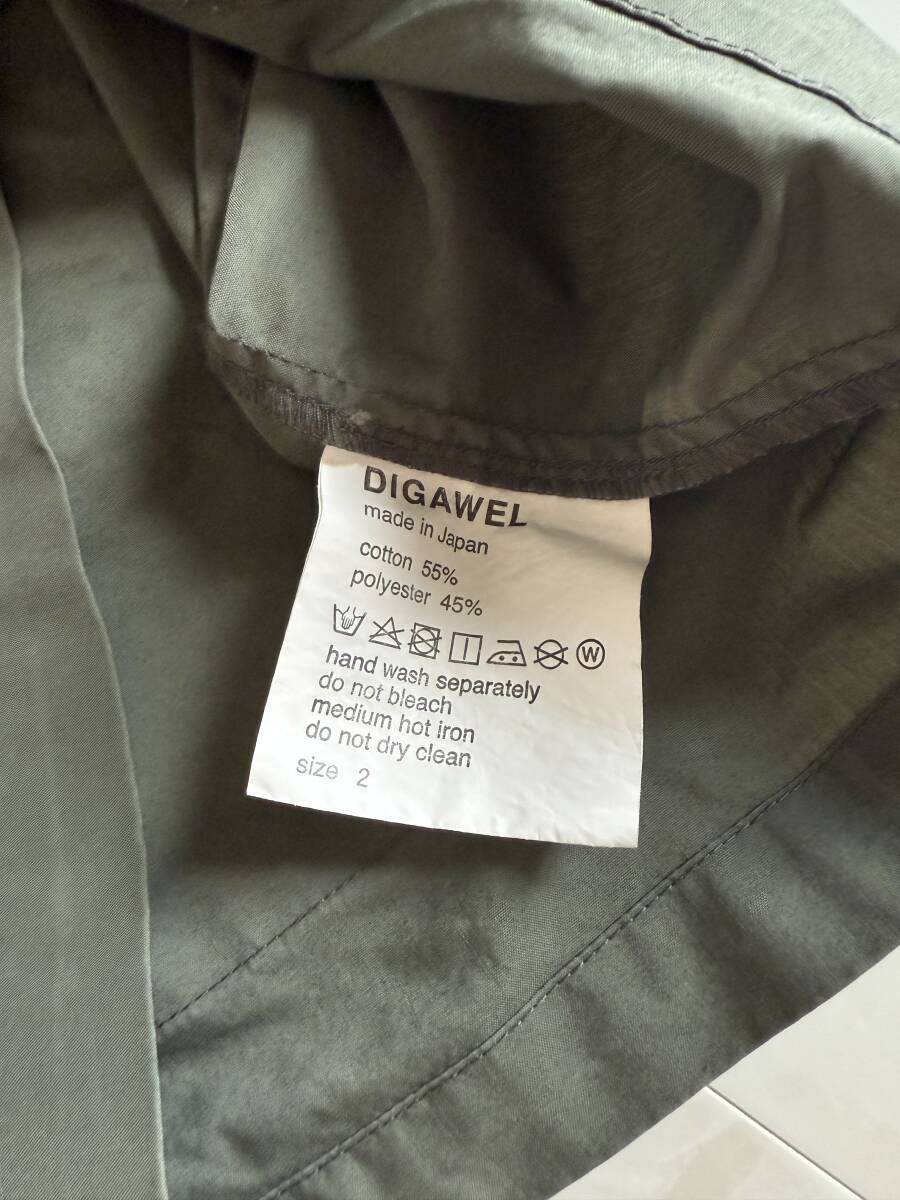 DIGAWEL
made in Japan
cotton 55%
polyester 45%
W
hand wash separately
do not bleach
medium hot iron
do not dry clean
size 2